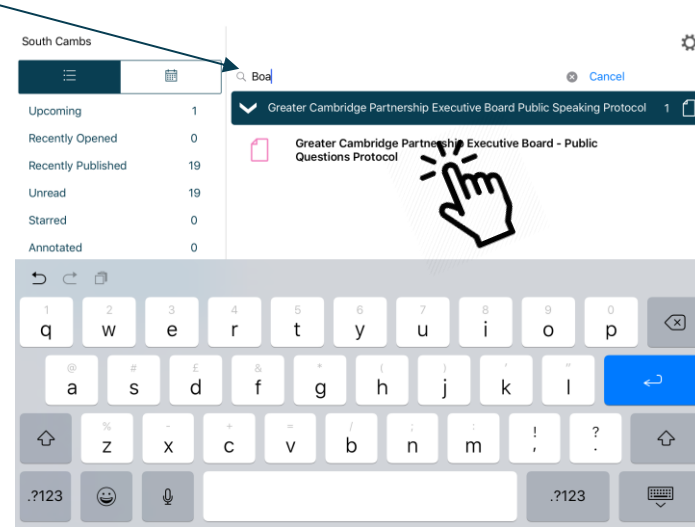 South Cambs
Boa
Cancel
Greater Cambridge Partnership Executive Board Public Speaking Protocol 1
Upcoming 1
Greater Cambridge Partnership Executive Board - Public
Questions Protocol
Recently Opened 0
Recently Published 19
Unread 19
Starred 0
Annotated 0
1 2 3 4 5 6 7 8 9 0
q w e r t y u i o p
@ # £ & * ( ) ' "
a s d f g h j k l
% - + = / ; : ! ?
z x c v b n m , .
.?123 .?123